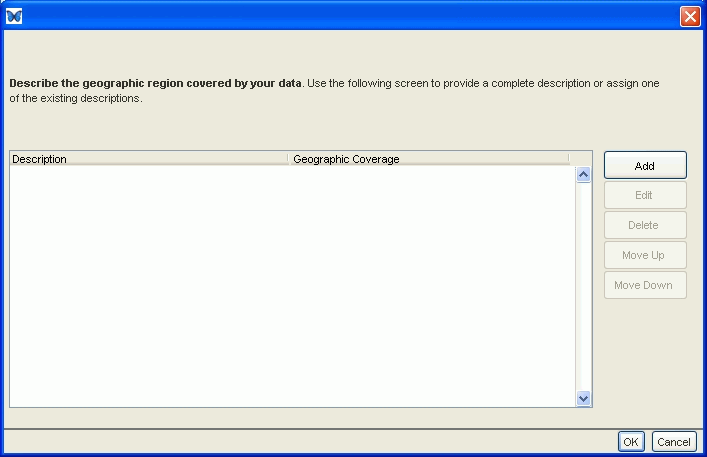 Describe the geographic region covered by your data. Use the following screen to provide a complete description or assign one
of the existing descriptions.
Description Geographic Coverage
Add
Edit
Delete
Move Up
Move Down
OK Cancel